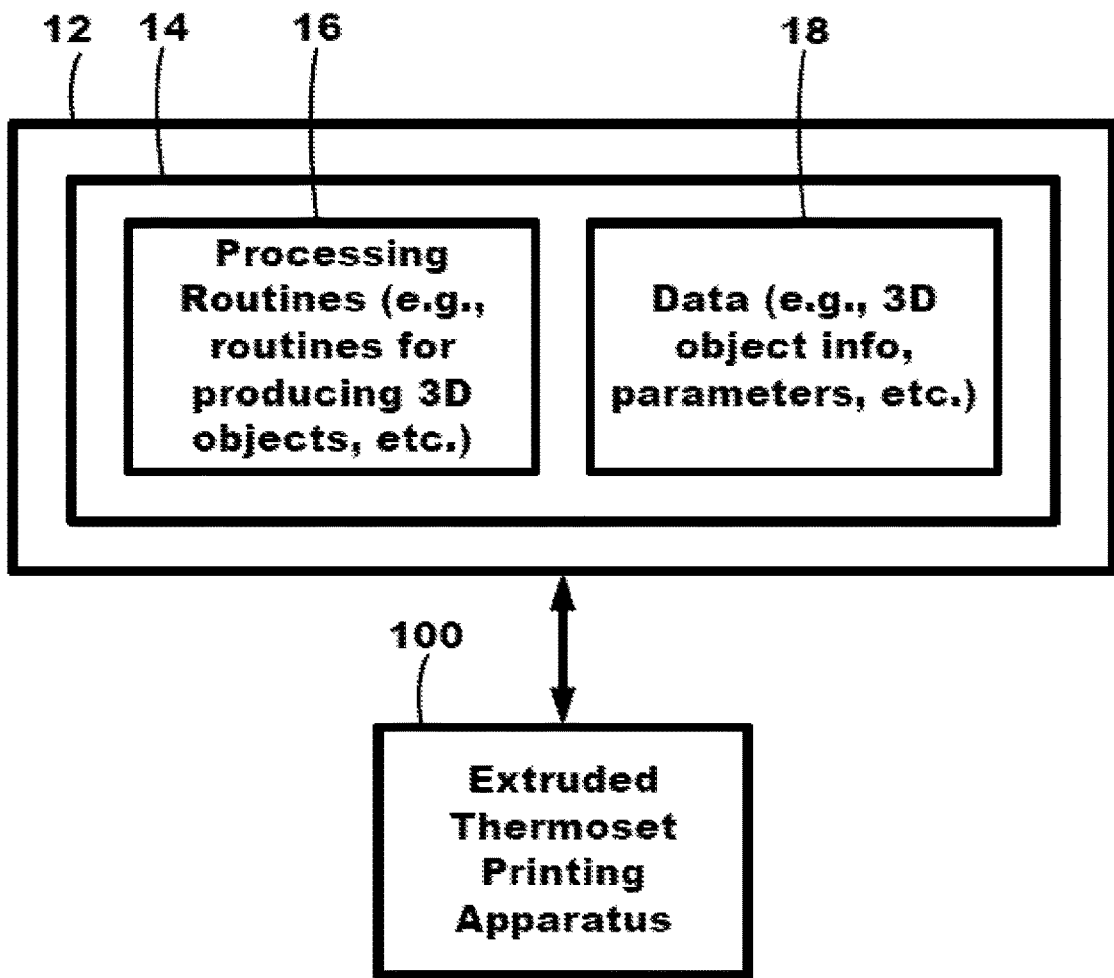 12 14 16 18
Processing
Routines (e.g.,
routines for
producing 3D
objects, etc.)
Data (e.g., 3D
object info,
parameters, etc.)
100
Extruded
Thermoset
Printing
Apparatus